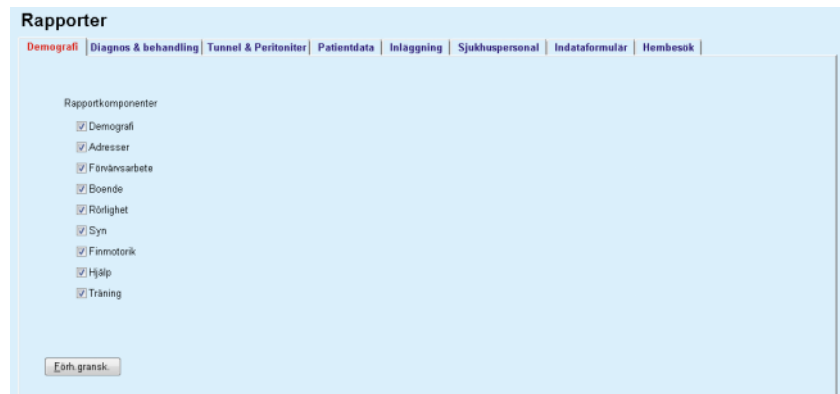 Rapporter
Demografi Diagnos & behandling Tunnel & Peritoniter Patientdata Inläggning Sjukhuspersonal Indataformulär Hembesök
Rapportkomponenter
Demografi
Adresser
Förvärvsarbete
Boende
Rörlighet
Syn
Finmotorik
Hjälp
Träning
Förh.gransk.